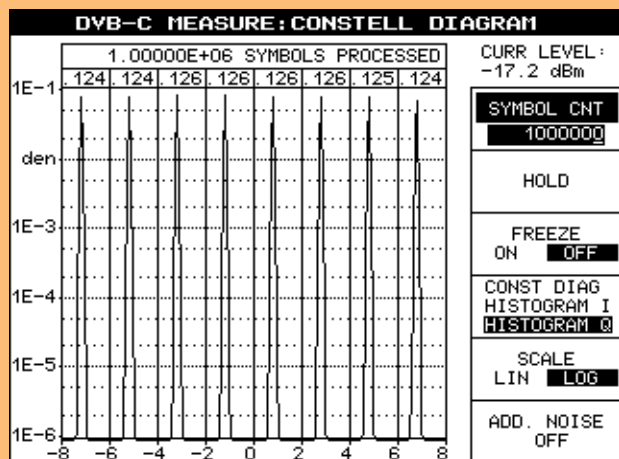 DVB-C MEASURE:CONSTELL DIAGRAM
1.00000E+06 SYMBOLS PROCESSED
.124 .124 .126 .126 .126 .126 .125 .124
1E-1
den
1E-3
1E-4
1E-5
1E-6
-8 -6 -4 -2 0 2 4 6 8
CURR LEVEL:
-17.2 dBm
SYMBOL CNT
1000000
HOLD
FREEZE
ON OFF
CONST DIAG
HISTOGRAM I
HISTOGRAM Q
SCALE
LIN LOG
ADD. NOISE
OFF